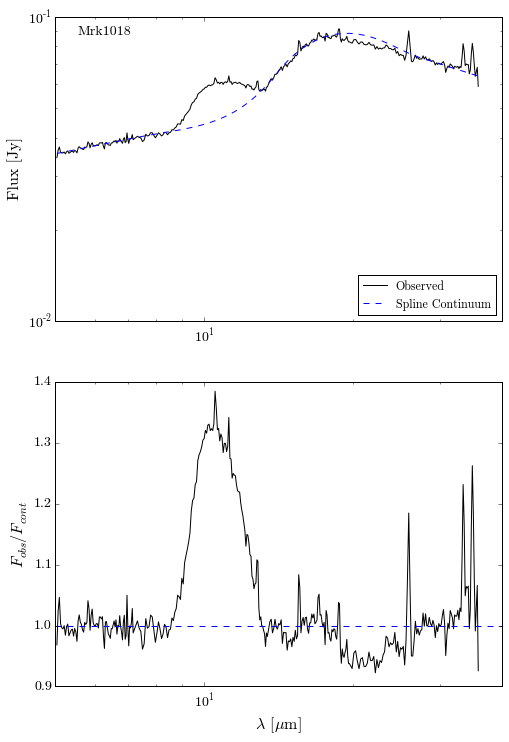 10^-1
Mrk1018
Flux [Jy]
Observed
Spline Continuum
10^-2
10^1
1.4
1.3
1.2
1.1
1.0
0.9
F_obs/F_cont
10^1
λ [μm]